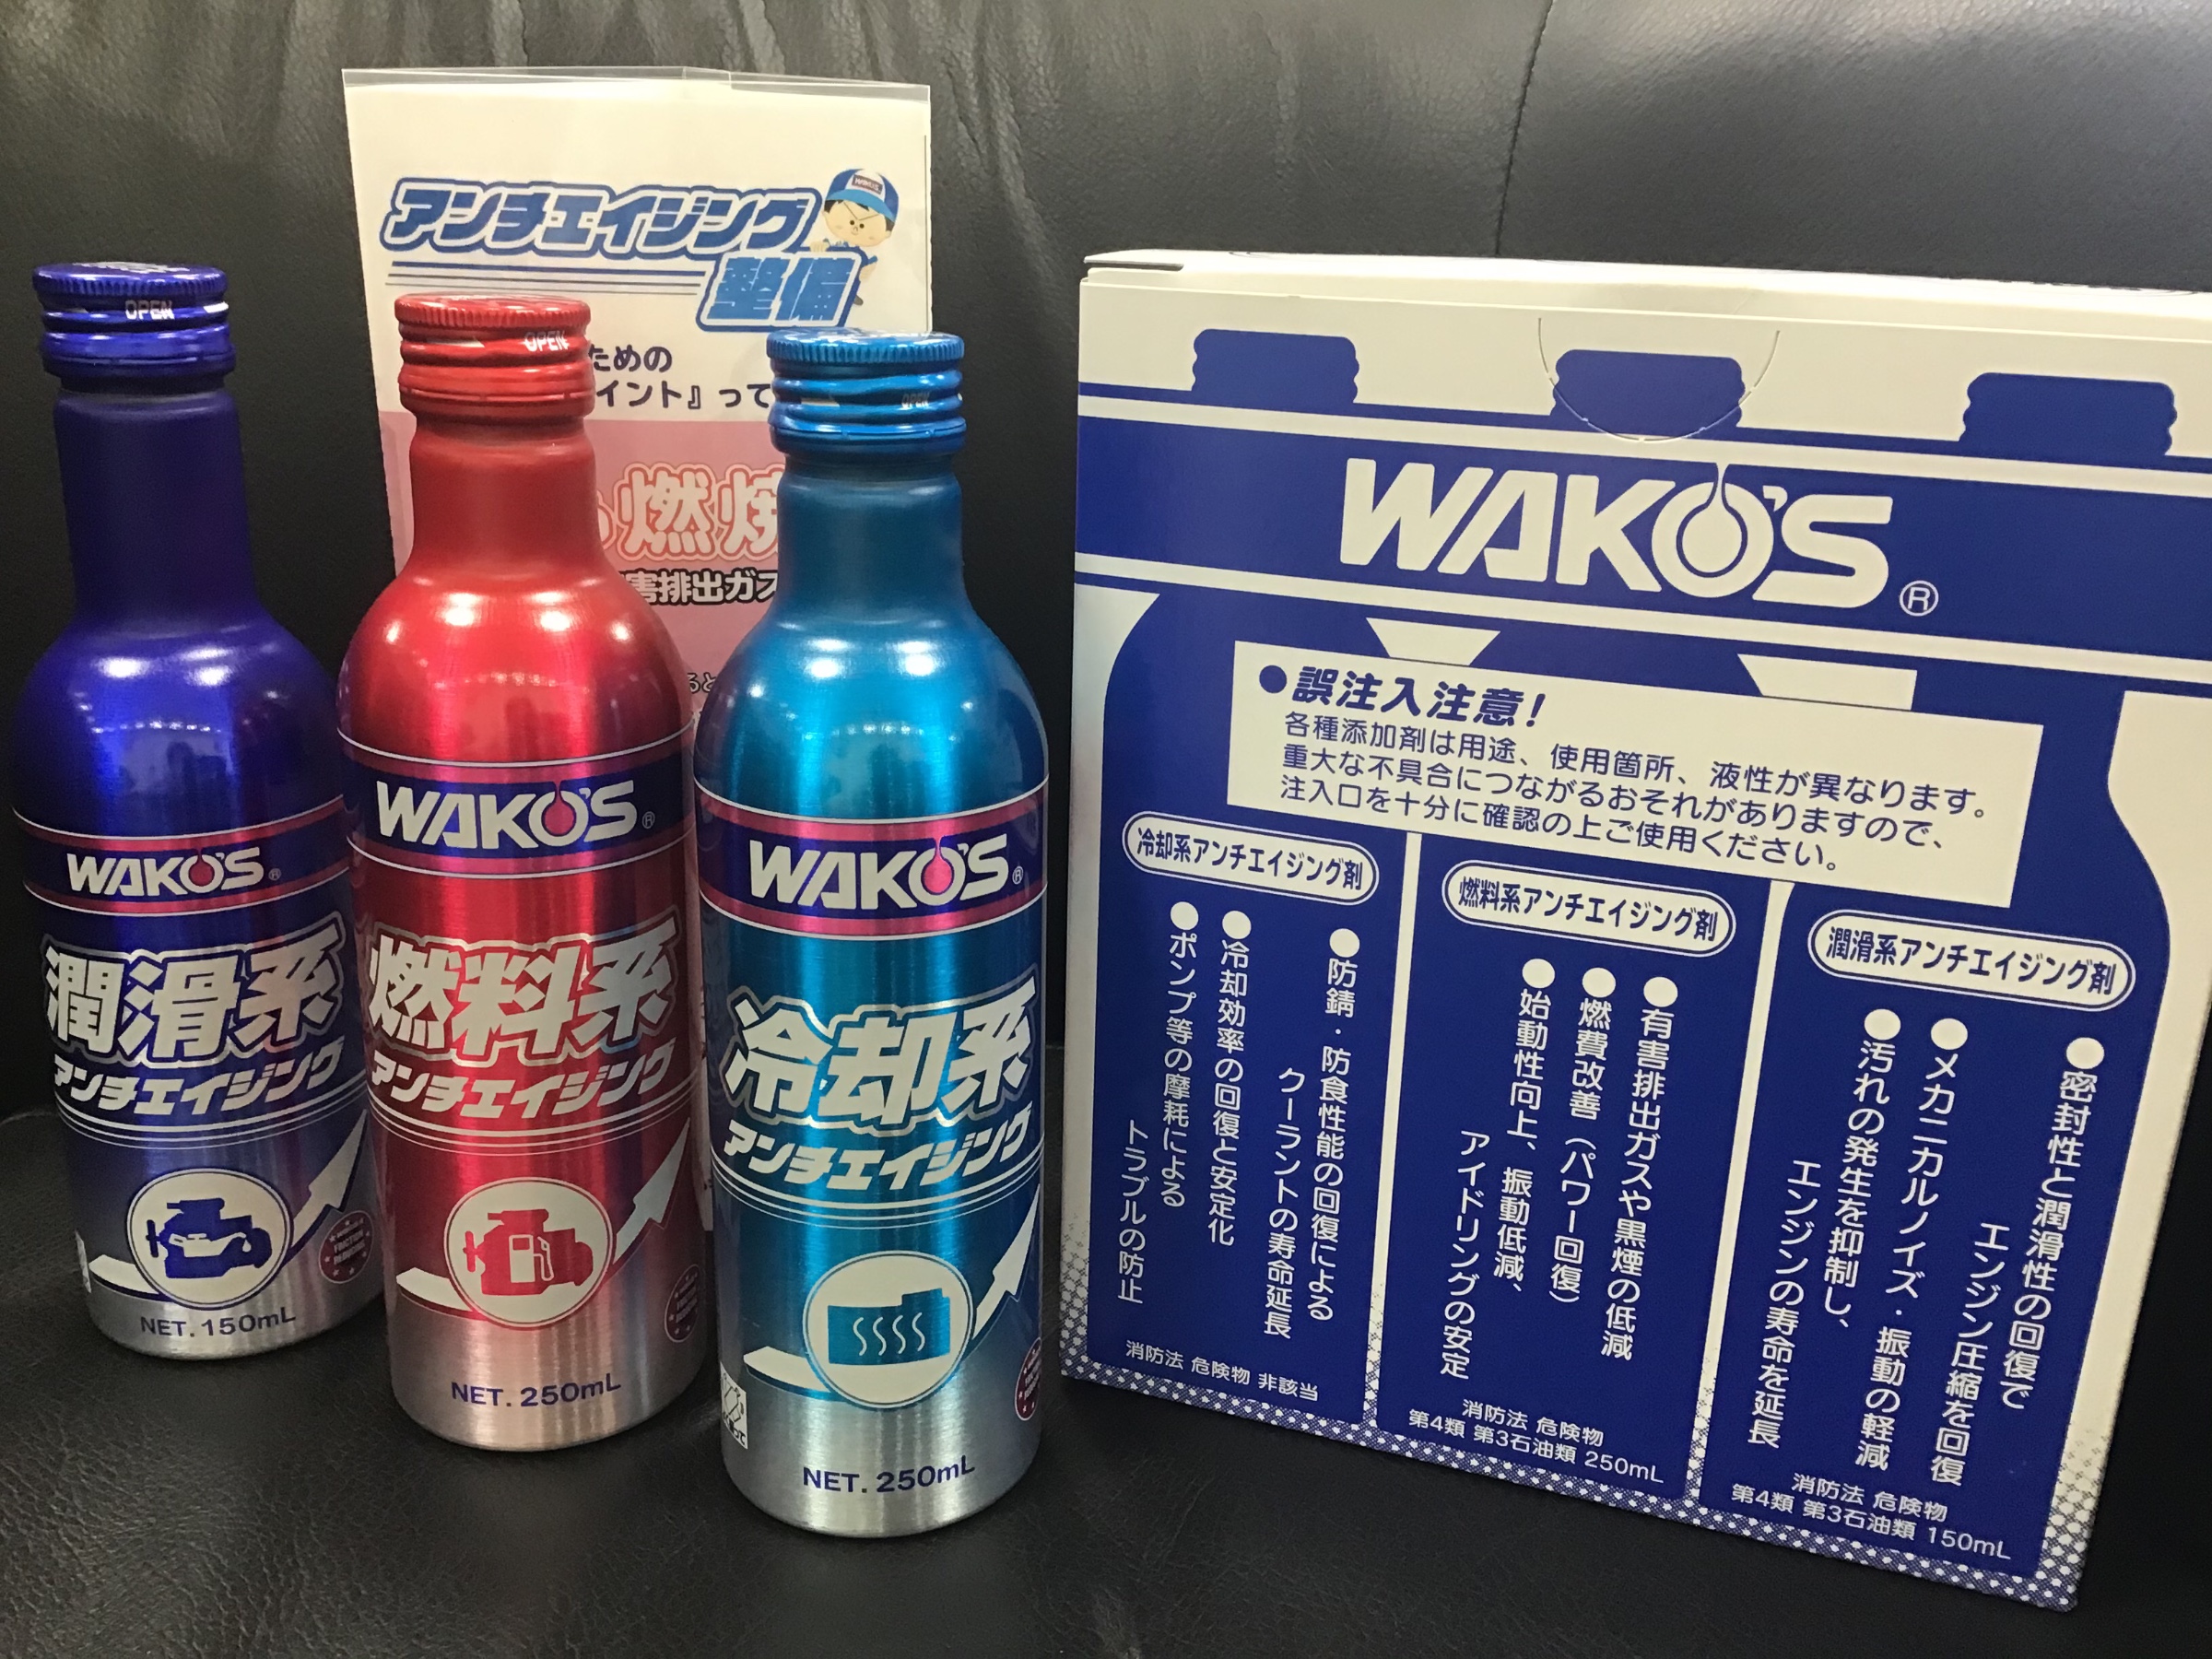 アンチエイジング
整備
ための
イント』って
燃焼
害排出ガス
OPEN
WAKO'S®
潤滑系
アンチエイジング
NET. 150mL
OPEN
WAKO'S®
燃料系
アンチエイジング
NET. 250mL
OPEN
WAKO'S®
冷却系
アンチエイジング
NET. 250mL
WAKO'S®
●誤注入注意!
各種添加剤は用途、使用箇所、液性が異なります。
重大な不具合につながるおそれがありますので、
注入口を十分に確認の上ご使用ください。
冷却系アンチエイジング剤
●防錆・防食性能の回復による
クーラントの寿命延長
●冷却効率の回復と安定化
●ポンプ等の摩耗による
トラブルの防止
消防法 危険物 非該当
燃料系アンチエイジング剤
●有害排出ガスや黒煙の低減
●燃費改善(パワー回復)
●始動性向上、振動低減、
アイドリングの安定
消防法 危険物
第4類 第3石油類 250mL
潤滑系アンチエイジング剤
●密封性と潤滑性の回復で
エンジン圧縮を回復
●メカニカルノイズ・振動の軽減
●汚れの発生を抑制し、
エンジンの寿命を延長
消防法 危険物
第4類 第3石油類 150mL